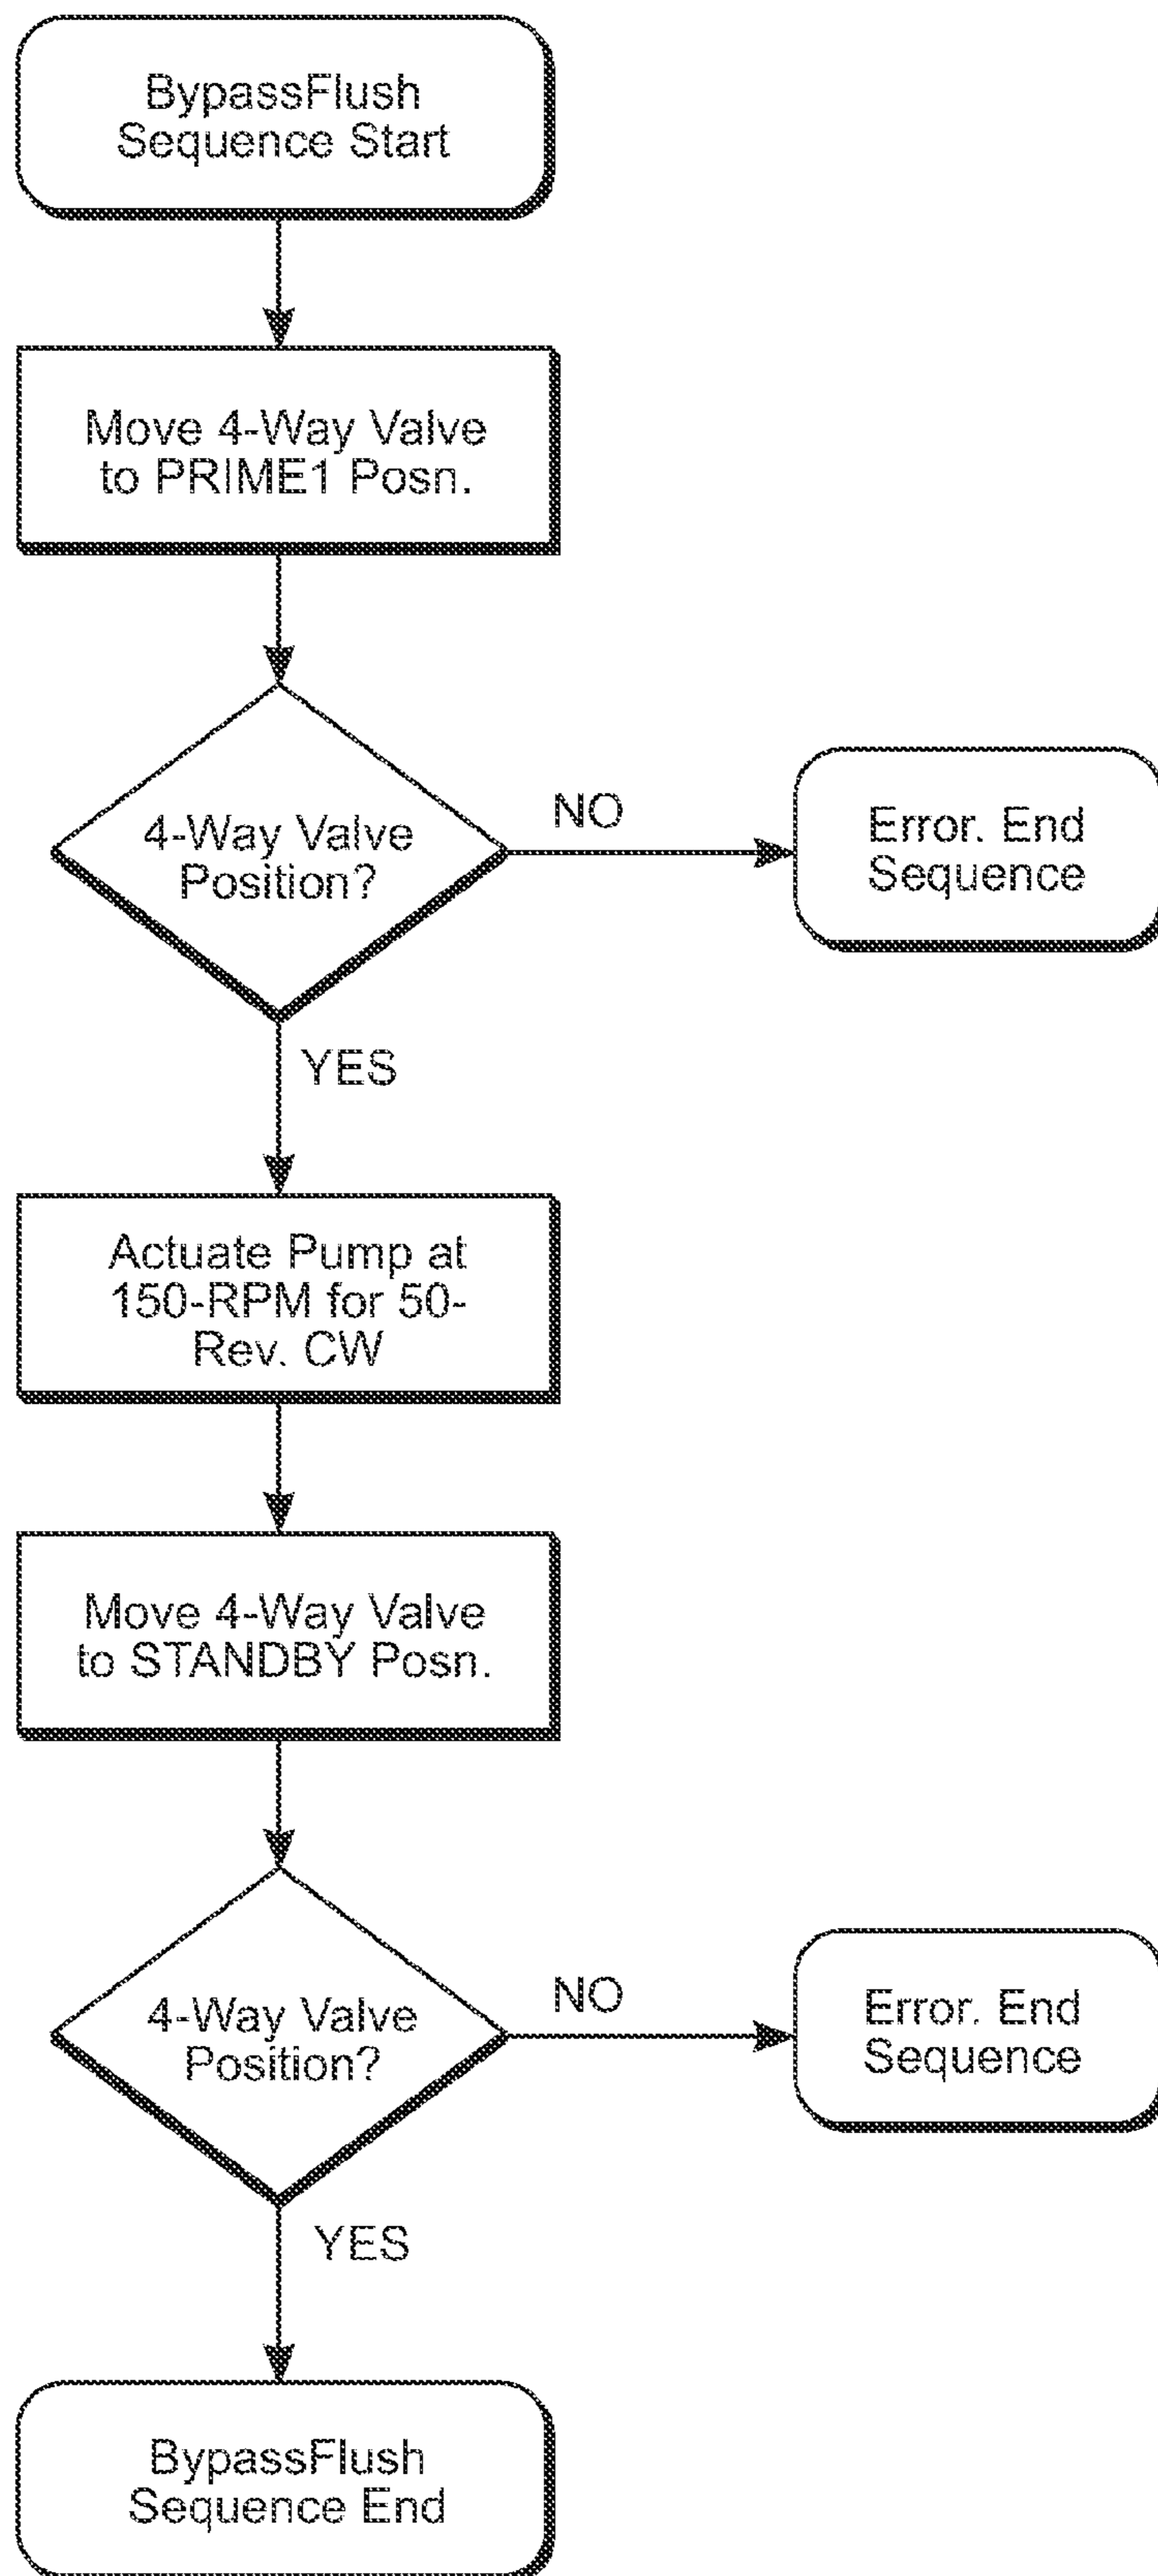 BypassFlush
Sequence Start
Move 4-Way Valve
to PRIME1 Posn.
4-Way Valve
Position?
NO
Error. End
Sequence
YES
Actuate Pump at
150-RPM for 50-
Rev. CW
Move 4-Way Valve
to STANDBY Posn.
4-Way Valve
Position?
NO
Error. End
Sequence
YES
BypassFlush
Sequence End